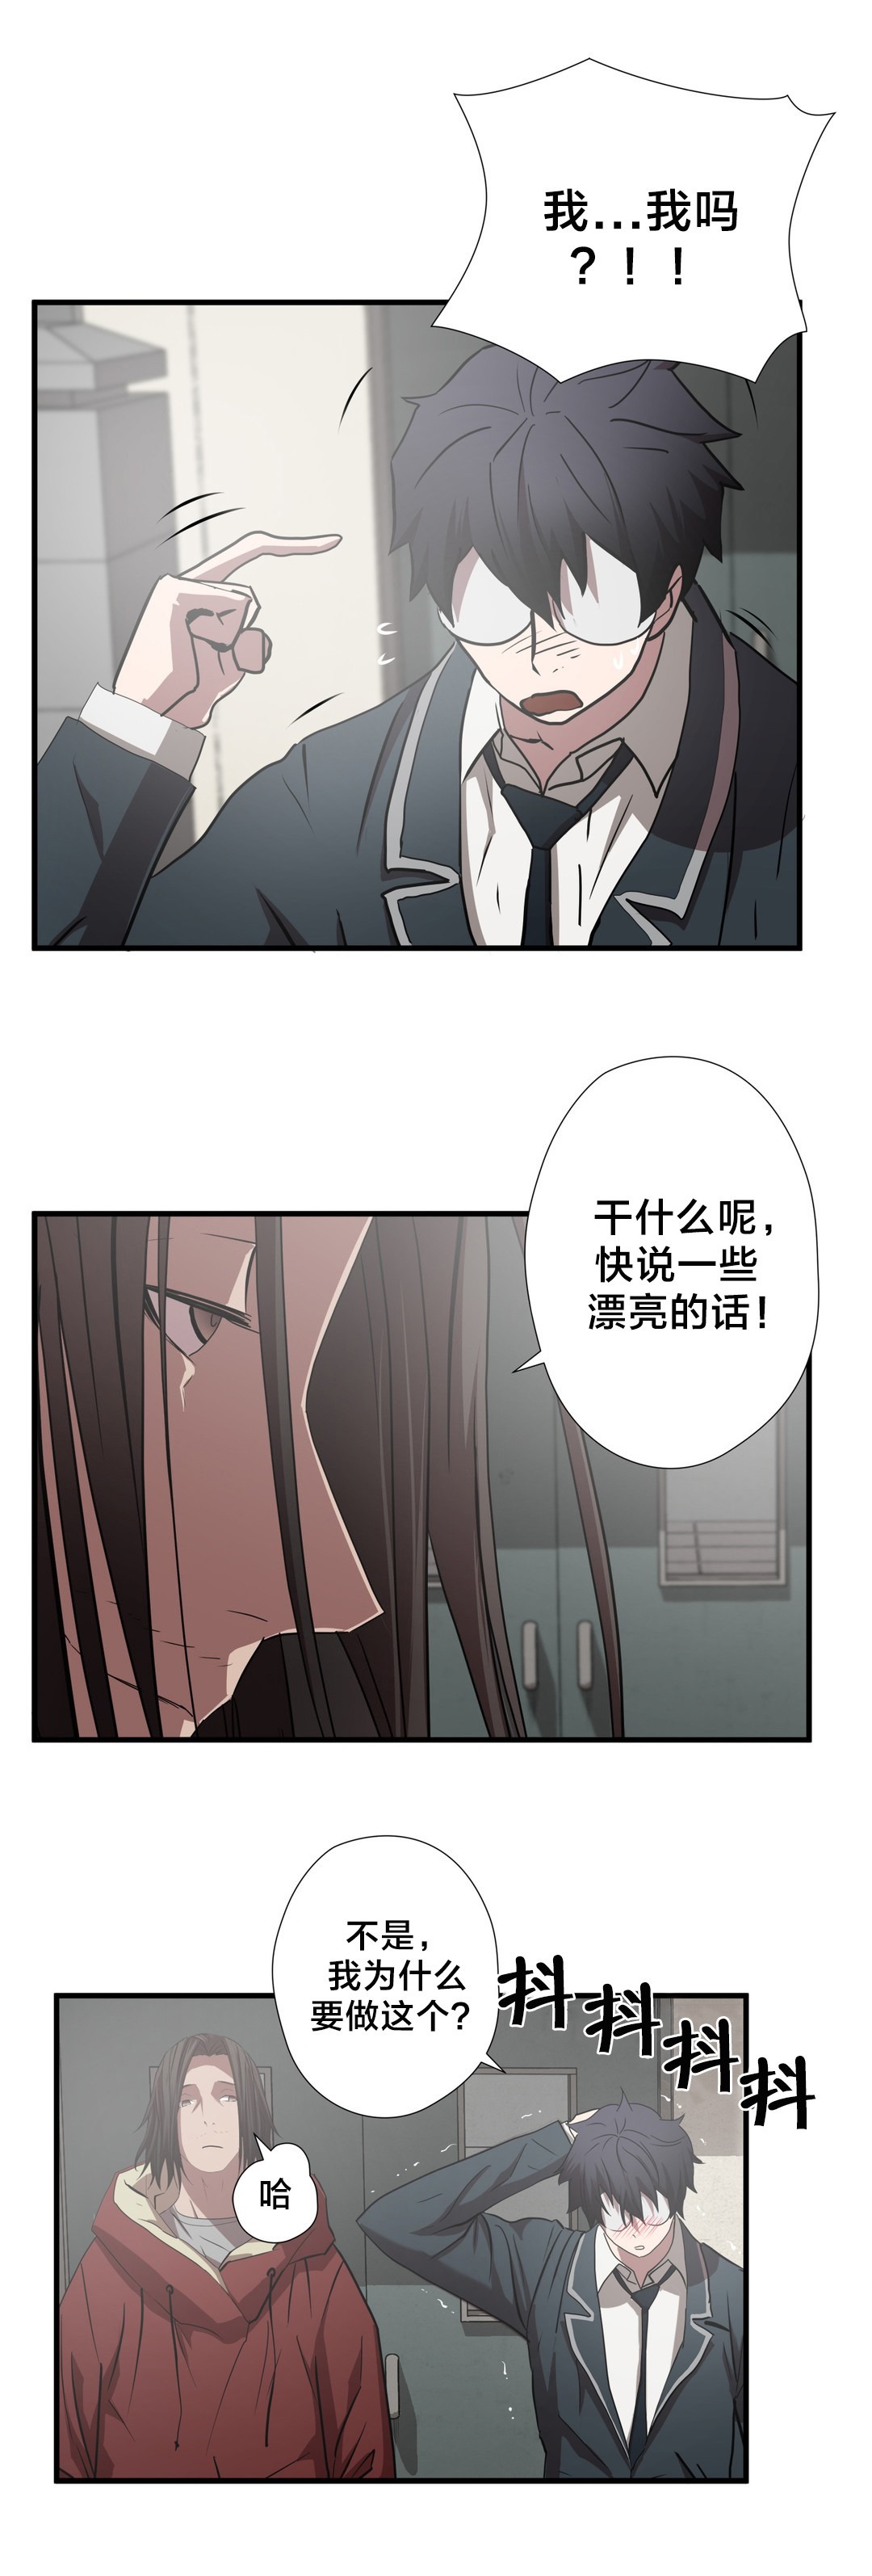 我...我吗
？！！
干什么呢，
快说一些
漂亮的话！
不是，
我为什么
要做这个？
抖
抖
抖
抖
哈